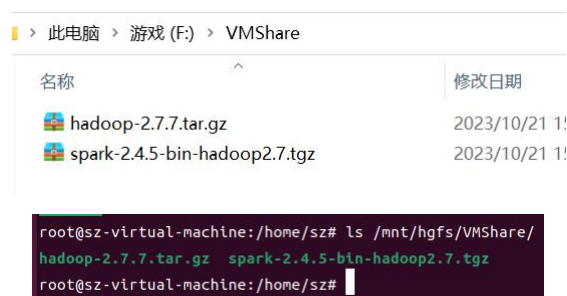 › 此电脑 › 游戏 (F:) › VMShare
名称 修改日期
hadoop-2.7.7.tar.gz 2023/10/21 15
spark-2.4.5-bin-hadoop2.7.tgz 2023/10/21 15
root@sz-virtual-machine:/home/sz# ls /mnt/hgfs/VMShare/
hadoop-2.7.7.tar.gz spark-2.4.5-bin-hadoop2.7.tgz
root@sz-virtual-machine:/home/sz#